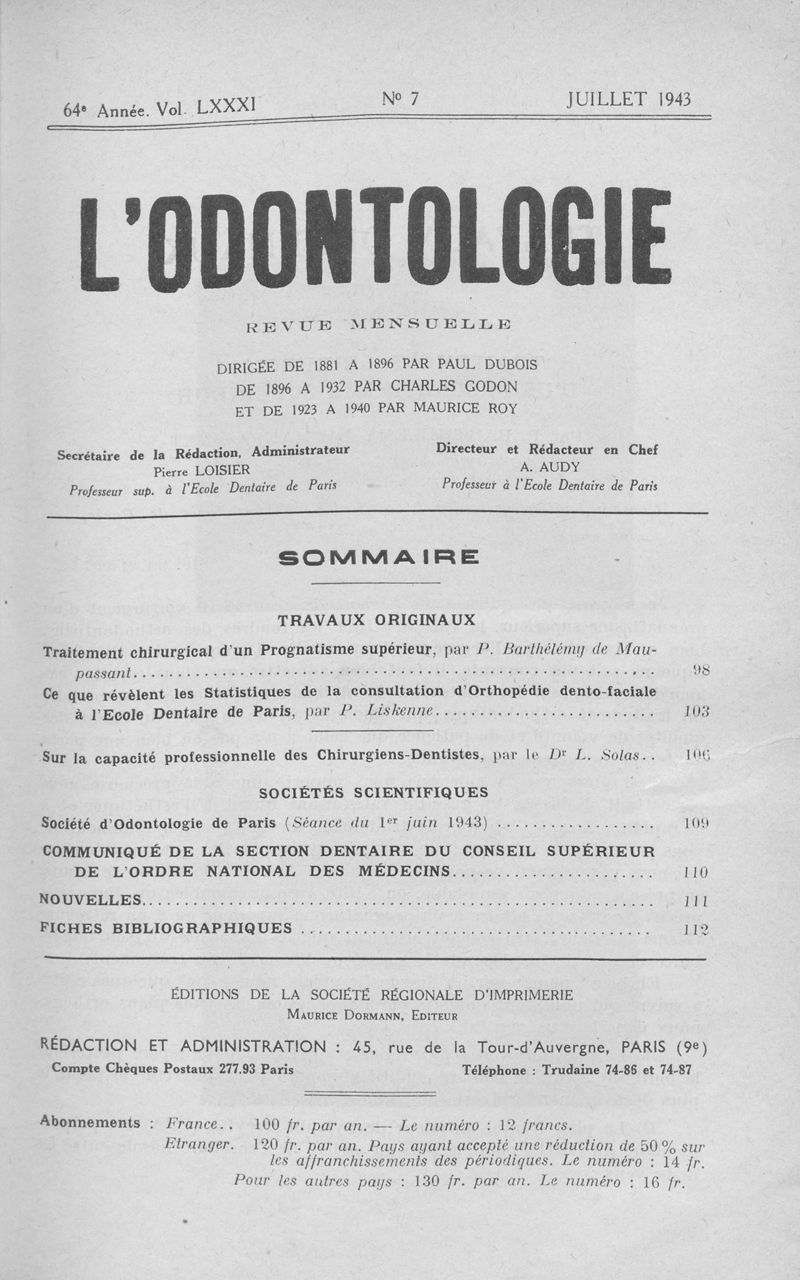 64e Année. Vol. LXXXI
No 7
JUILLET 1943
L'ODONTOLOGIE
REVUE MENSUELLE
DIRIGÉE DE 1881 A 1896 PAR PAUL DUBOIS
DE 1896 A 1932 PAR CHARLES GODON
ET DE 1923 A 1940 PAR MAURICE ROY
Secrétaire de la Rédaction, Administrateur
Pierre LOISIER
Professeur sup. à l'Ecole Dentaire de Paris
Directeur et Rédacteur en Chef
A. AUDY
Professeur à l'Ecole Dentaire de Paris
SOMMAIRE
TRAVAUX ORIGINAUX
Traitement chirurgical d'un Prognatisme supérieur, par P. Barthélémy de Mau-
passant.......... 98
Ce que révèlent les Statistiques de la consultation d'Orthopédie dento-faciale
à l'Ecole Dentaire de Paris, par P. Liskenne.......... 103
Sur la capacité professionnelle des Chirurgiens-Dentistes, par le Dr L. Solas.. 106
SOCIÉTÉS SCIENTIFIQUES
Société d'Odontologie de Paris (Séance du 1er juin 1943) .......... 109
COMMUNIQUÉ DE LA SECTION DENTAIRE DU CONSEIL SUPÉRIEUR
DE L'ORDRE NATIONAL DES MÉDECINS.......... 110
NOUVELLES.......... 111
FICHES BIBLIOGRAPHIQUES .......... 112
ÉDITIONS DE LA SOCIÉTÉ RÉGIONALE D'IMPRIMERIE
MAURICE DORMANN, EDITEUR
RÉDACTION ET ADMINISTRATION : 45, rue de la Tour-d'Auvergne, PARIS (9e)
Compte Chèques Postaux 277.93 Paris
Téléphone : Trudaine 74-86 et 74-87
Abonnements : France.. 100 fr. par an. — Le numéro : 12 francs.
Etranger. 120 fr. par an. Pays ayant accepté une réduction de 50 % sur
les affranchissements des périodiques. Le numéro : 14 fr.
Pour les autres pays : 130 fr. par an. Le numéro : 16 fr.